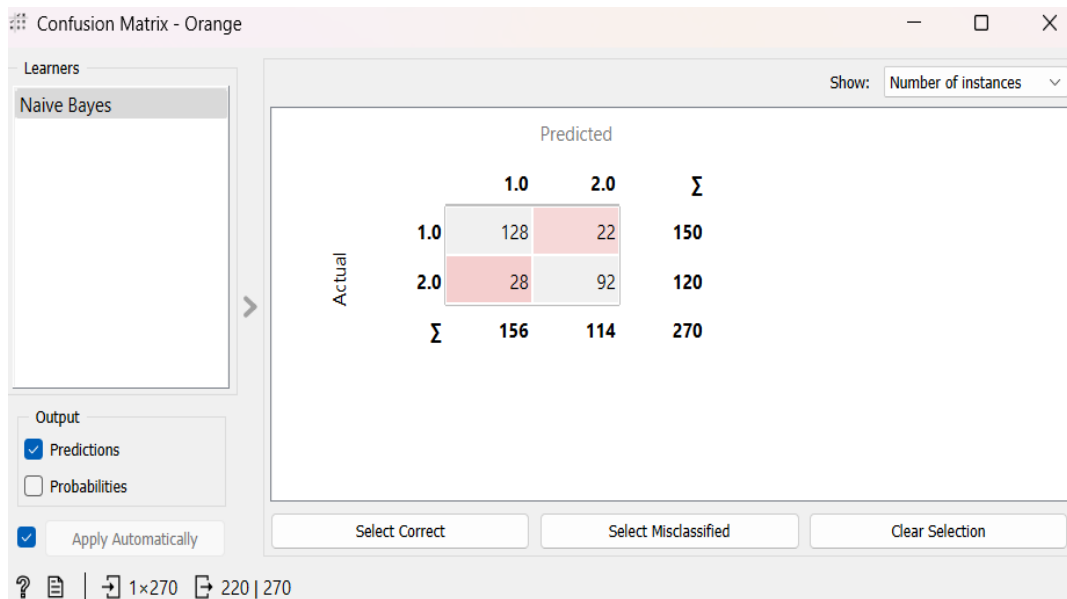 Confusion Matrix - Orange
Learners
Naive Bayes
Show: Number of instances
Predicted
1.0 2.0 Σ
1.0 128 22 150
Actual
2.0 28 92 120
Σ 156 114 270
Output
Predictions
Probabilities
Apply Automatically
Select Correct Select Misclassified Clear Selection
? 1×270 220 | 270